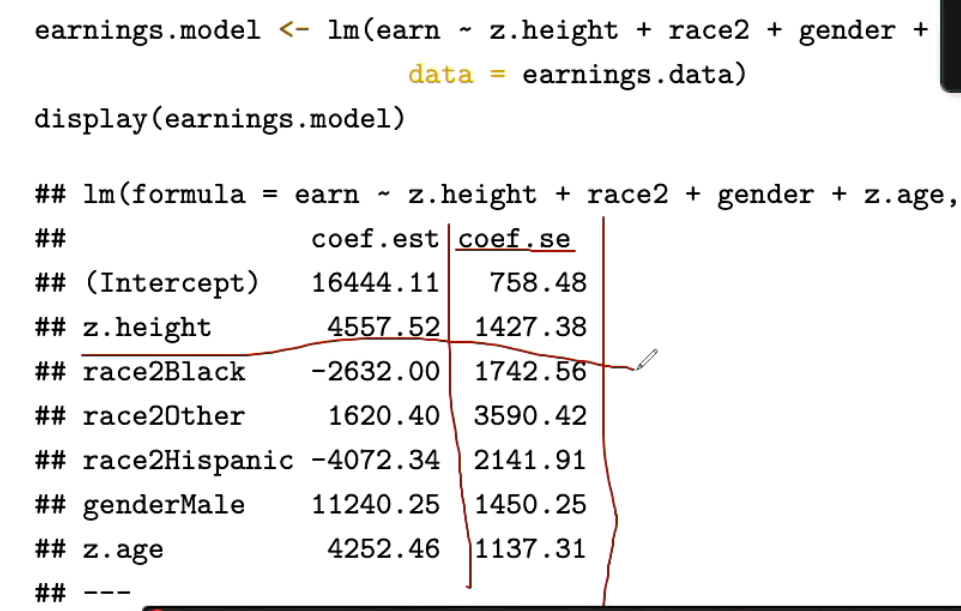 earnings.model <- lm(earn ~ z.height + race2 + gender +
data = earnings.data)
display(earnings.model)
## lm(formula = earn ~ z.height + race2 + gender + z.age,
## coef.est coef.se
## (Intercept) 16444.11 758.48
## z.height 4557.52 1427.38
## race2Black -2632.00 1742.56
## race2Other 1620.40 3590.42
## race2Hispanic -4072.34 2141.91
## genderMale 11240.25 1450.25
## z.age 4252.46 1137.31
## ---